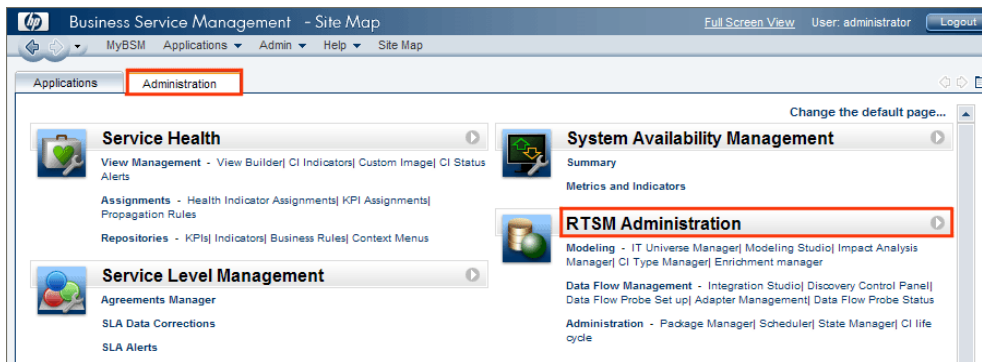 hp Business Service Management - Site Map
Full Screen View User: administrator Logout
MyBSM Applications Admin Help Site Map
Applications Administration
Change the default page...
Service Health
View Management - View Builder| CI Indicators| Custom Image| CI Status
Alerts
Assignments - Health Indicator Assignments| KPI Assignments|
Propagation Rules
Repositories - KPIs| Indicators| Business Rules| Context Menus
Service Level Management
Agreements Manager
SLA Data Corrections
SLA Alerts
System Availability Management
Summary
Metrics and Indicators
RTSM Administration
Modeling - IT Universe Manager| Modeling Studio| Impact Analysis
Manager| CI Type Manager| Enrichment manager
Data Flow Management - Integration Studio| Discovery Control Panel|
Data Flow Probe Set up| Adapter Management| Data Flow Probe Status
Administration - Package Manager| Scheduler| State Manager| CI life
cycle